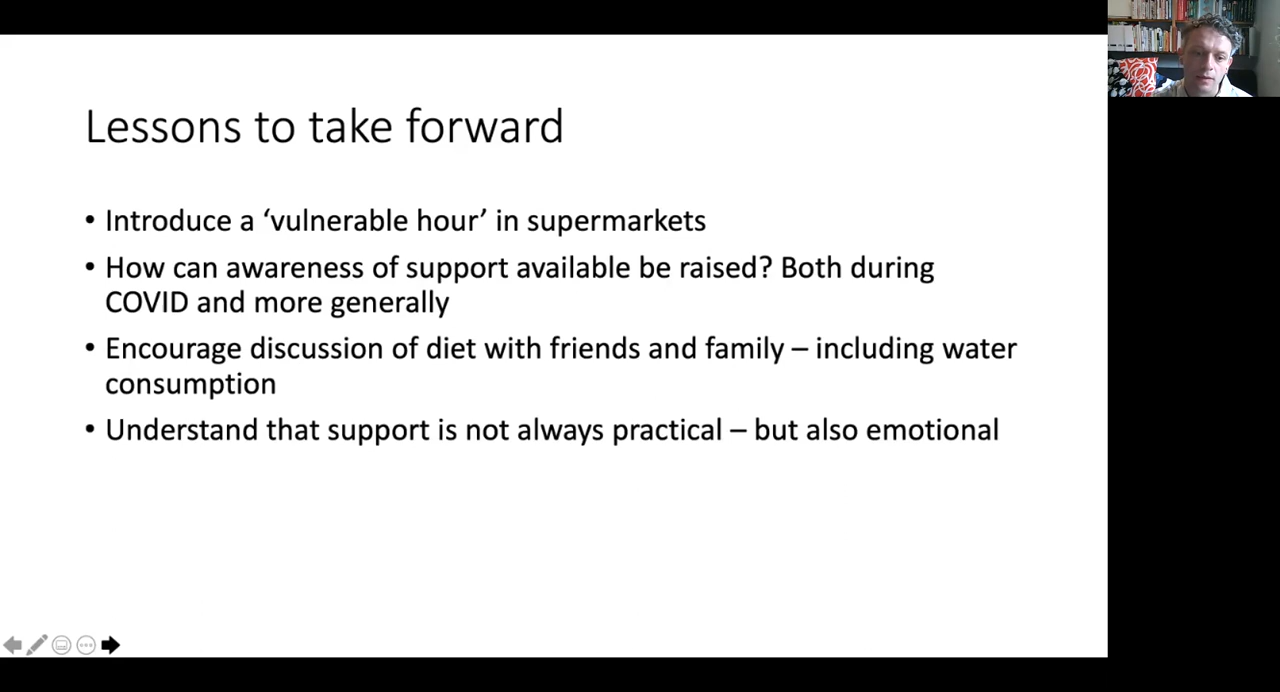 Lessons to take forward
• Introduce a ‘vulnerable hour’ in supermarkets
• How can awareness of support available be raised? Both during
COVID and more generally
• Encourage discussion of diet with friends and family – including water
consumption
• Understand that support is not always practical – but also emotional